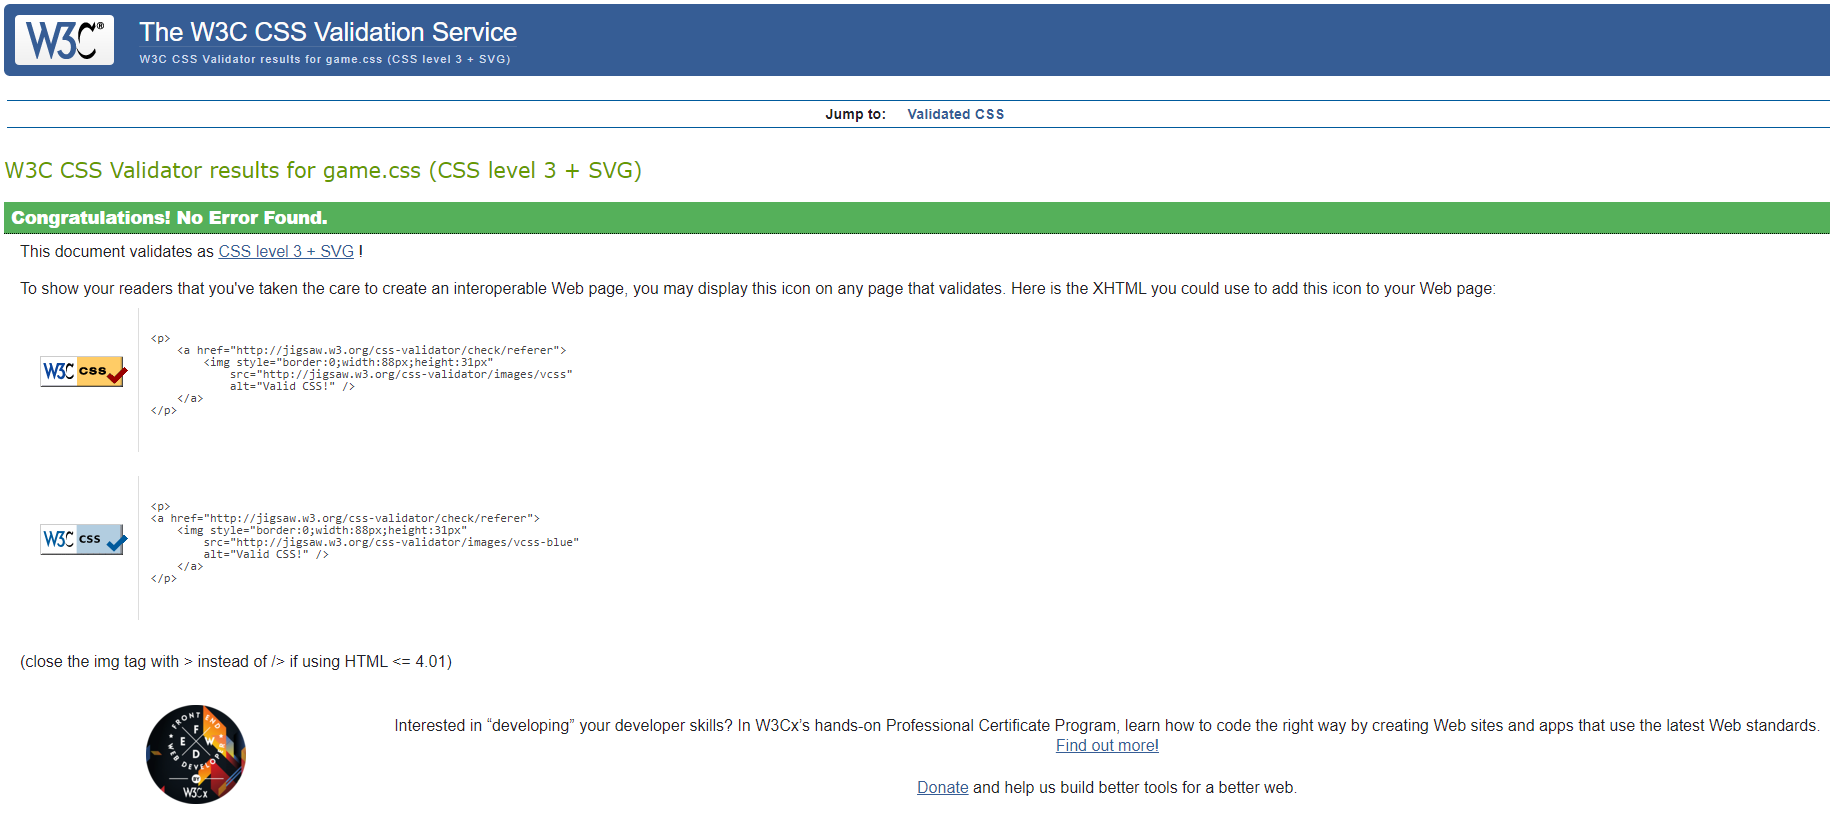 W3C®
The W3C CSS Validation Service
W3C CSS Validator results for game.css (CSS level 3 + SVG)
Jump to: Validated CSS
W3C CSS Validator results for game.css (CSS level 3 + SVG)
Congratulations! No Error Found.
This document validates as CSS level 3 + SVG !
To show your readers that you've taken the care to create an interoperable Web page, you may display this icon on any page that validates. Here is the XHTML you could use to add this icon to your Web page:
W3C css
<p>
<a href="http://jigsaw.w3.org/css-validator/check/referer">
<img style="border:0;width:88px;height:31px"
src="http://jigsaw.w3.org/css-validator/images/vcss"
alt="Valid CSS!" />
</a>
</p>
W3C css
<p>
<a href="http://jigsaw.w3.org/css-validator/check/referer">
<img style="border:0;width:88px;height:31px"
src="http://jigsaw.w3.org/css-validator/images/vcss-blue"
alt="Valid CSS!" />
</a>
</p>
(close the img tag with > instead of /> if using HTML <= 4.01)
FRONT END
F
E W
D
WEB DEVELOPER
BY
W3Cx
Interested in “developing” your developer skills? In W3Cx’s hands-on Professional Certificate Program, learn how to code the right way by creating Web sites and apps that use the latest Web standards.
Find out more!
Donate and help us build better tools for a better web.